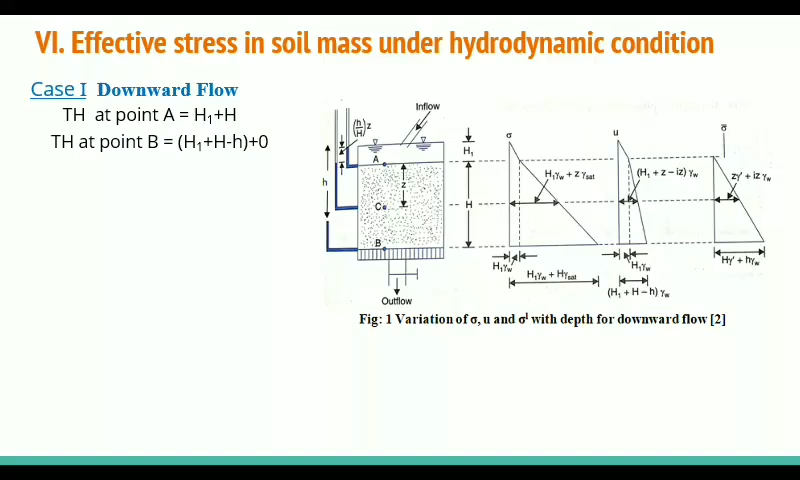 VI. Effective stress in soil mass under hydrodynamic condition
Case I Downward Flow
TH at point A = H₁+H
TH at point B = (H₁+H-h)+0
Inflow
(h/H)z
A
z
C
B
h
Outflow
H₁
H
σ
H₁γw + z γsat
H₁γw
H₁γw + Hγsat
u
(H₁ + z – iz) γw
H₁γw
(H₁ + H – h) γw
σ̅
zγ' + iz γw
Hγ' + hγw
Fig: 1 Variation of σ, u and σᴵ with depth for downward flow [2]